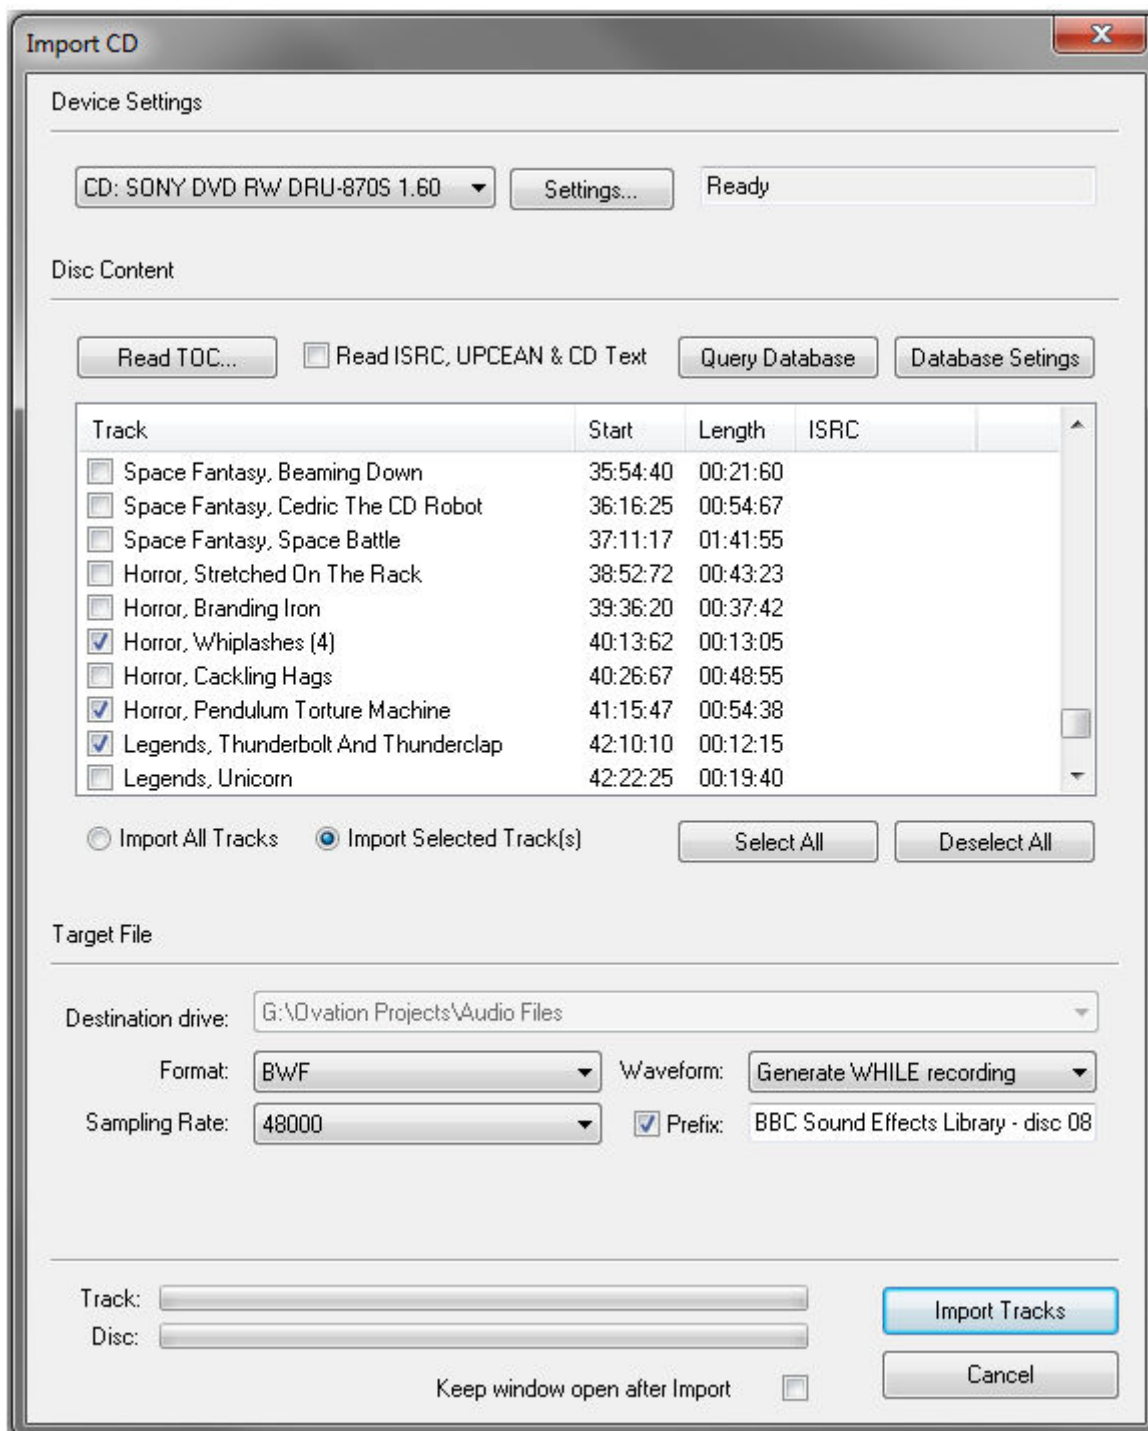 Import CD
Device Settings
CD: SONY DVD RW DRU-870S 1.60 Settings... Ready
Disc Content
Read TOC... Read ISRC, UPCEAN & CD Text Query Database Database Setings
Track Start Length ISRC
Space Fantasy, Beaming Down 35:54:40 00:21:60
Space Fantasy, Cedric The CD Robot 36:16:25 00:54:67
Space Fantasy, Space Battle 37:11:17 01:41:55
Horror, Stretched On The Rack 38:52:72 00:43:23
Horror, Branding Iron 39:36:20 00:37:42
Horror, Whiplashes (4) 40:13:62 00:13:05
Horror, Cackling Hags 40:26:67 00:48:55
Horror, Pendulum Torture Machine 41:15:47 00:54:38
Legends, Thunderbolt And Thunderclap 42:10:10 00:12:15
Legends, Unicorn 42:22:25 00:19:40
Import All Tracks Import Selected Track(s) Select All Deselect All
Target File
Destination drive: G:\Ovation Projects\Audio Files
Format: BWF Waveform: Generate WHILE recording
Sampling Rate: 48000 Prefix: BBC Sound Effects Library - disc 08
Track: Import Tracks
Disc:
Keep window open after Import Cancel